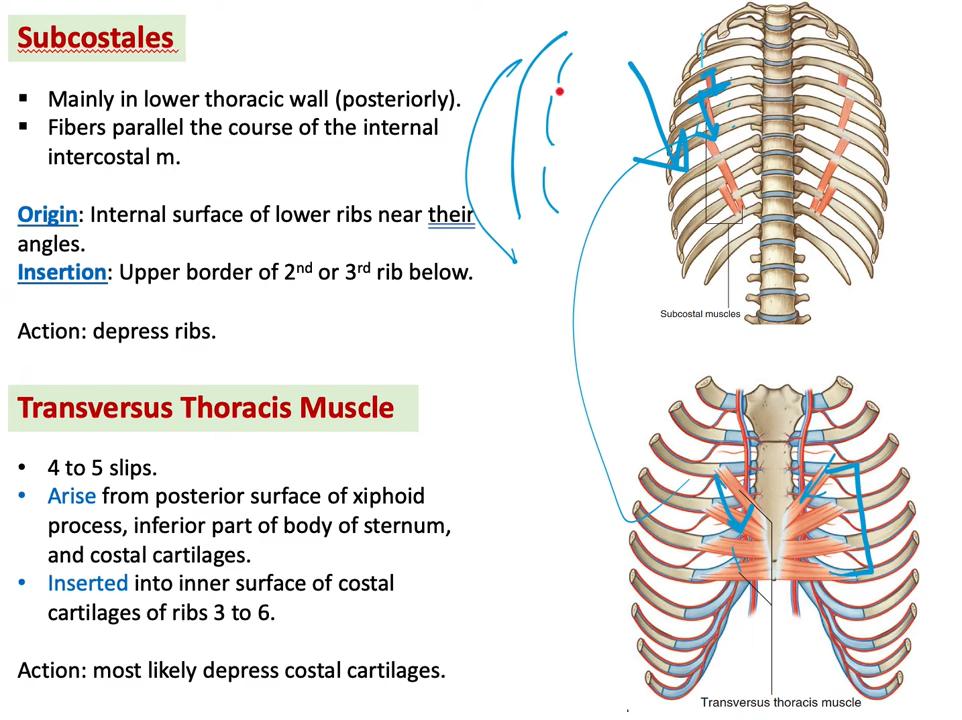 Subcostales
▪ Mainly in lower thoracic wall (posteriorly).
▪ Fibers parallel the course of the internal
intercostal m.
Origin: Internal surface of lower ribs near their
angles.
Insertion: Upper border of 2nd or 3rd rib below.
Action: depress ribs.
Subcostal muscles
Transversus Thoracis Muscle
• 4 to 5 slips.
• Arise from posterior surface of xiphoid
process, inferior part of body of sternum,
and costal cartilages.
• Inserted into inner surface of costal
cartilages of ribs 3 to 6.
Action: most likely depress costal cartilages.
Transversus thoracis muscle